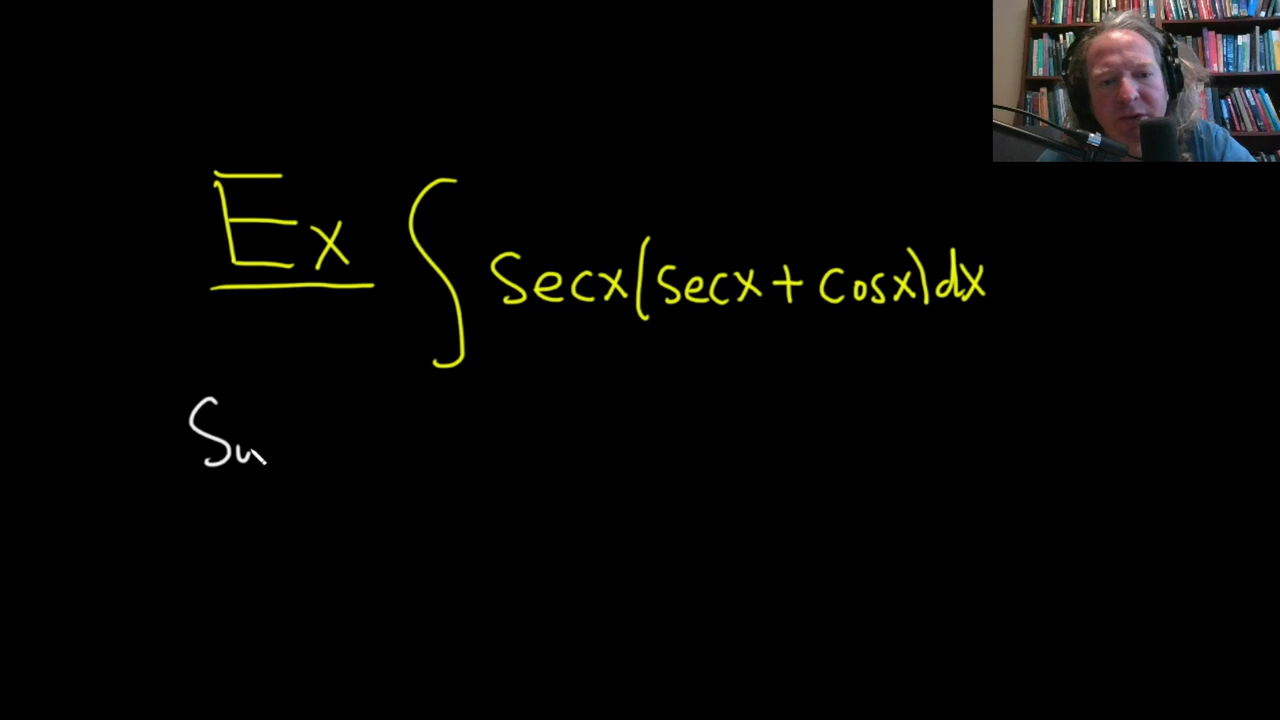 Ex ∫ secx(secx + cosx)dx
Su